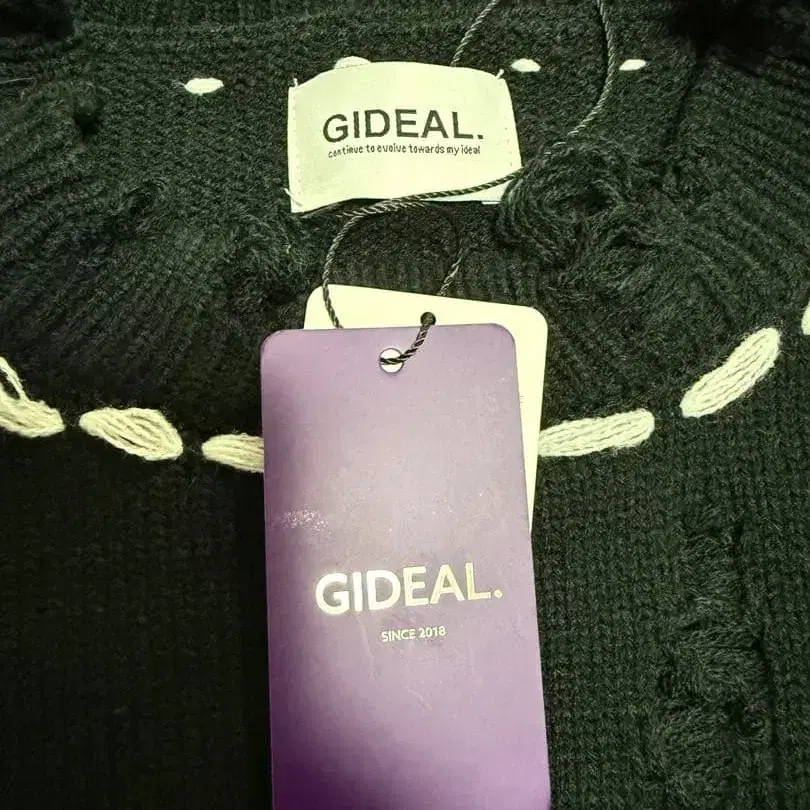 GIDEAL.
continue to evolve towards my ideal
GIDEAL.
SINCE 2018